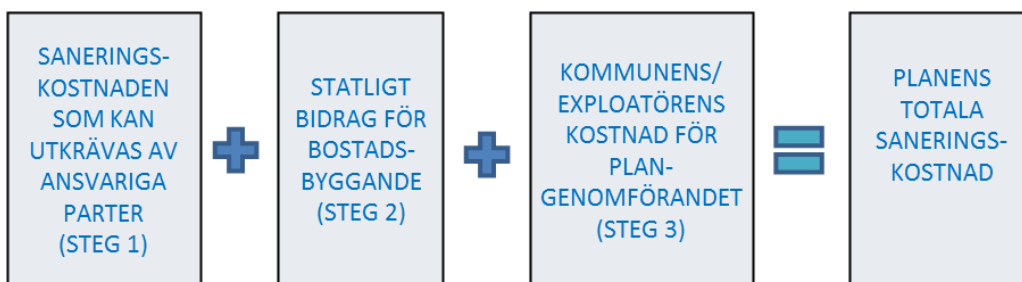 SANERINGS-
KOSTNADEN
SOM KAN
UTKRÄVAS AV
ANSVARIGA
PARTER
(STEG 1)
STATLIGT
BIDRAG FÖR
BOSTADS-
BYGGANDE
(STEG 2)
KOMMUNENS/
EXPLOATÖRENS
KOSTNAD FÖR
PLAN-
GENOMFÖRANDET
(STEG 3)
PLANENS
TOTALA
SANERINGS-
KOSTNAD